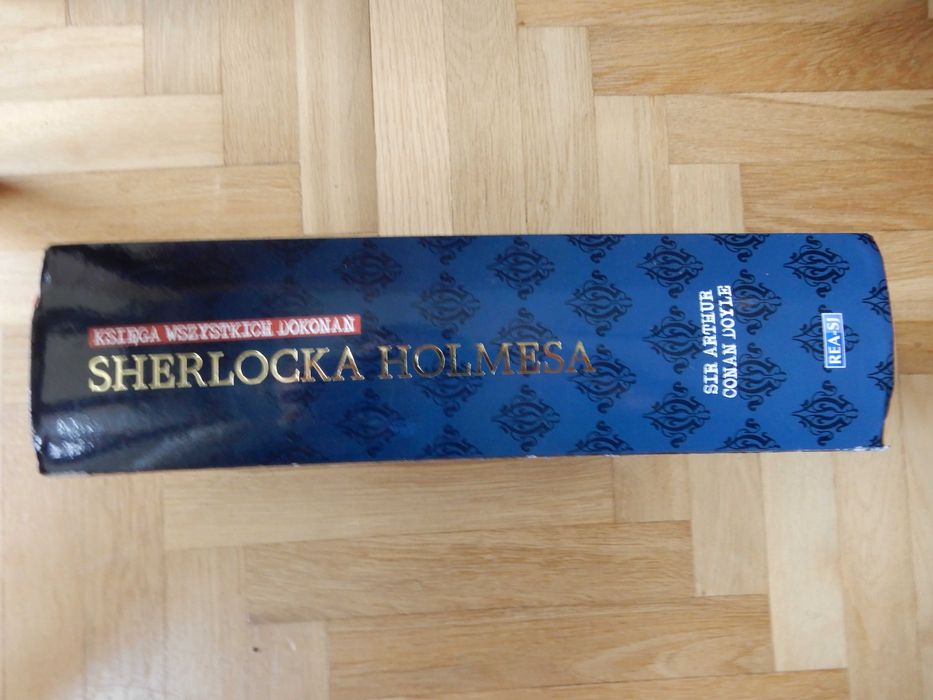 KSIĘGA WSZYSTKICH DOKONAŃ
SHERLOCKA HOLMESA
SIR ARTHUR
CONAN DOYLE
REA-SJ